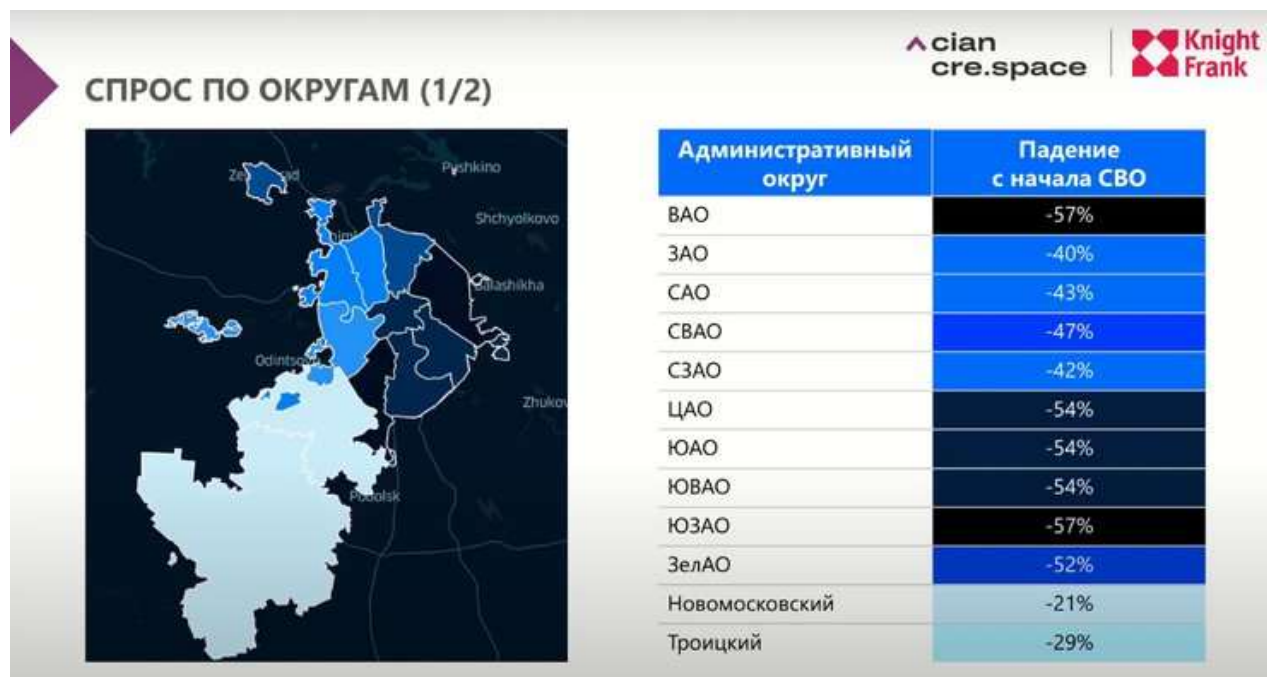 cian
cre.space
Knight
Frank
СПРОС ПО ОКРУГАМ (1/2)
Pushkino
Shchyolkovo
Balashikha
Odintsovo
Podolsk
Административный округ
Падение с начала СВО
ВАО -57%
ЗАО -40%
САО -43%
СВАО -47%
СЗАО -42%
ЦАО -54%
ЮАО -54%
ЮВАО -54%
ЮЗАО -57%
ЗелАО -52%
Новомосковский -21%
Троицкий -29%